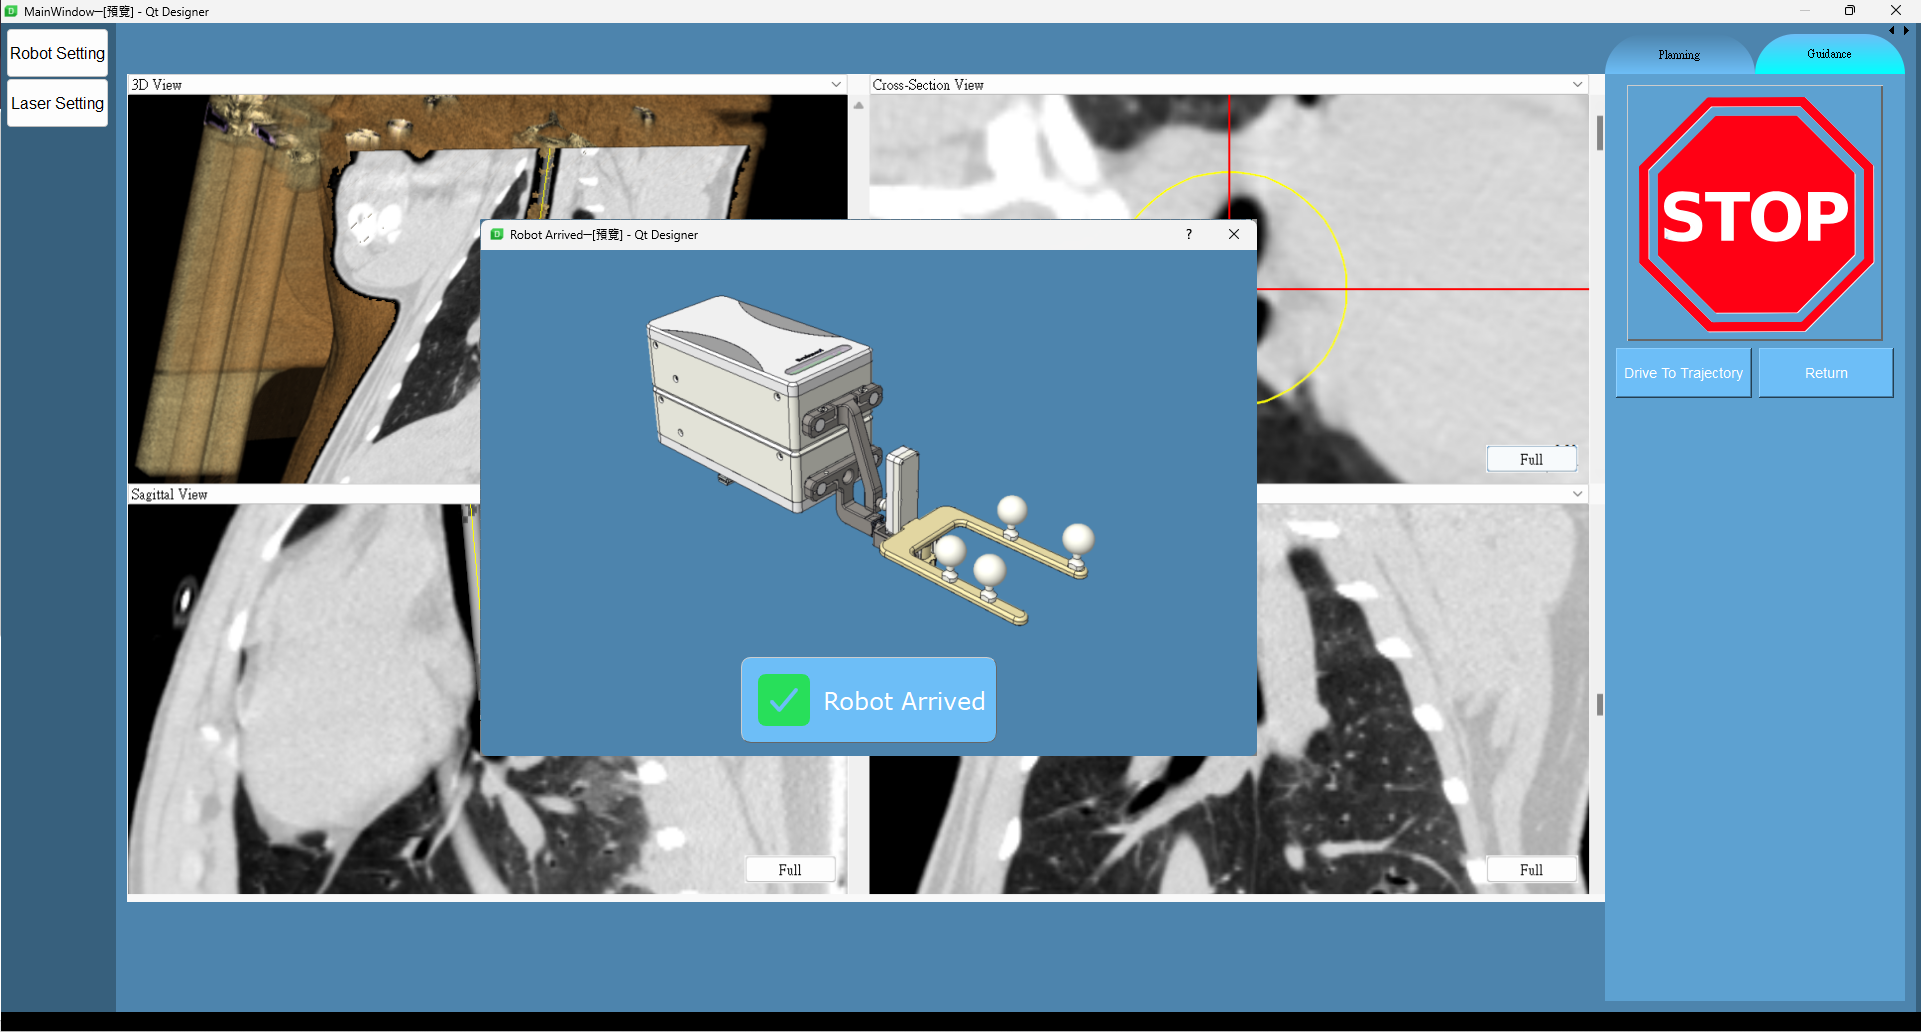 MainWindow—[預覽] - Qt Designer
Robot Setting
Laser Setting
3D View
Cross-Section View
Planning
Guidance
STOP
Drive To Trajectory
Return
Full
Sagittal View
Robot Arrived—[預覽] - Qt Designer
?
Robot Arrived
Full
Full